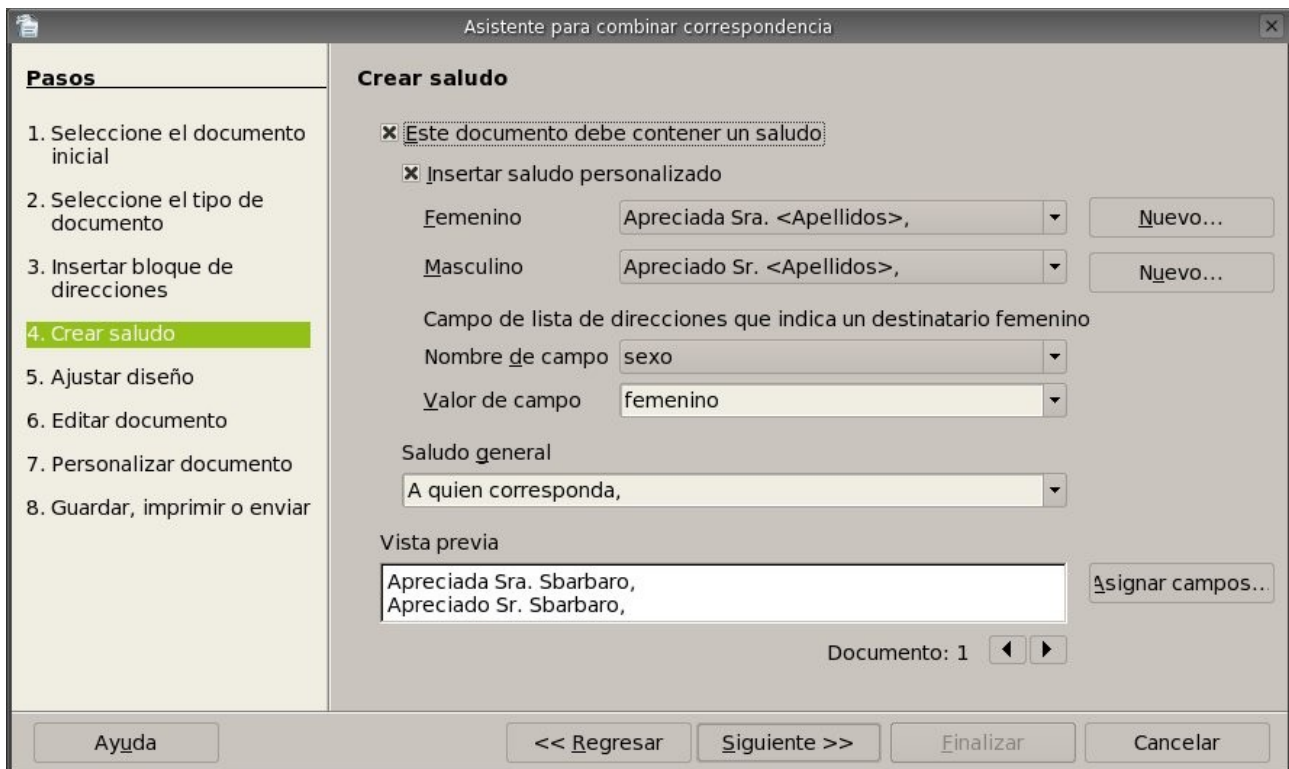 Asistente para combinar correspondencia
Pasos
1. Seleccione el documento
inicial
2. Seleccione el tipo de
documento
3. Insertar bloque de
direcciones
4. Crear saludo
5. Ajustar diseño
6. Editar documento
7. Personalizar documento
8. Guardar, imprimir o enviar
Crear saludo
Este documento debe contener un saludo
Insertar saludo personalizado
Femenino Apreciada Sra. <Apellidos>, Nuevo...
Masculino Apreciado Sr. <Apellidos>, Nuevo...
Campo de lista de direcciones que indica un destinatario femenino
Nombre de campo sexo
Valor de campo femenino
Saludo general
A quien corresponda,
Vista previa
Apreciada Sra. Sbarbaro,
Apreciado Sr. Sbarbaro,
Asignar campos...
Documento: 1
Ayuda << Regresar Siguiente >> Finalizar Cancelar